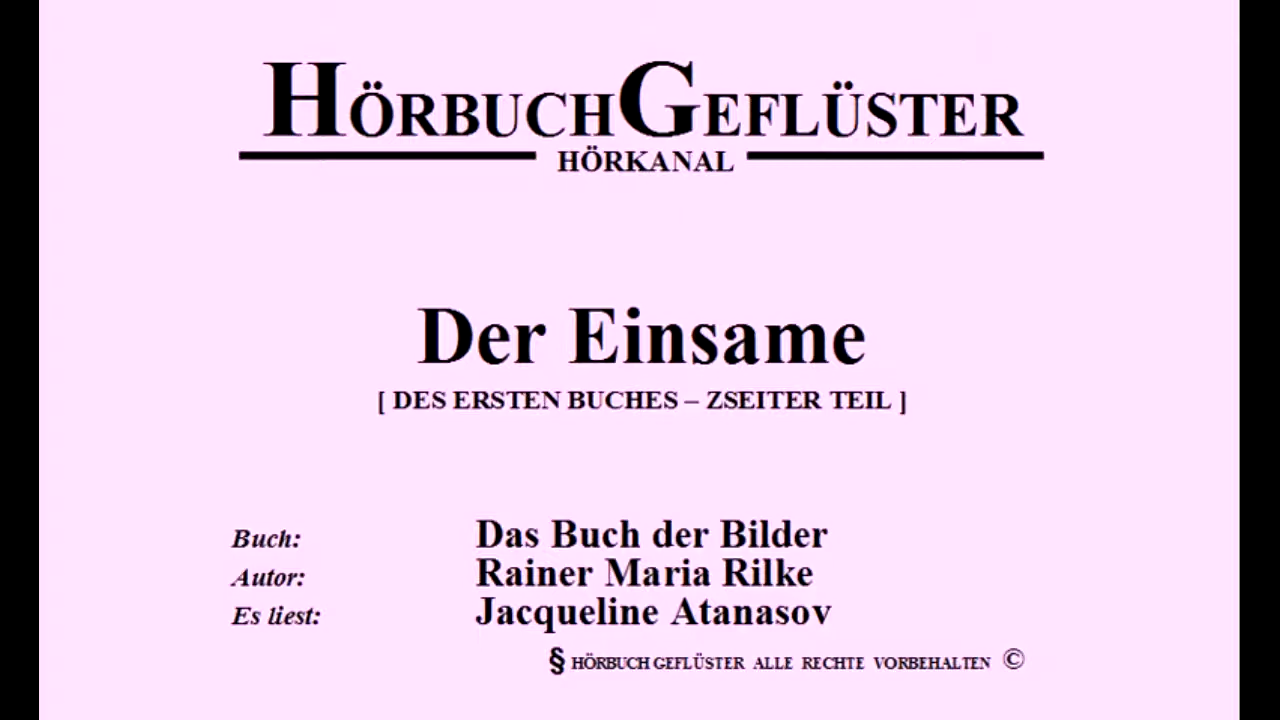 HÖRBUCHGEFLÜSTER
HÖRKANAL
Der Einsame
[ DES ERSTEN BUCHES – ZSEITER TEIL ]
Buch: Das Buch der Bilder
Autor: Rainer Maria Rilke
Es liest: Jacqueline Atanasov
§ HÖRBUCH GEFLÜSTER ALLE RECHTE VORBEHALTEN ©